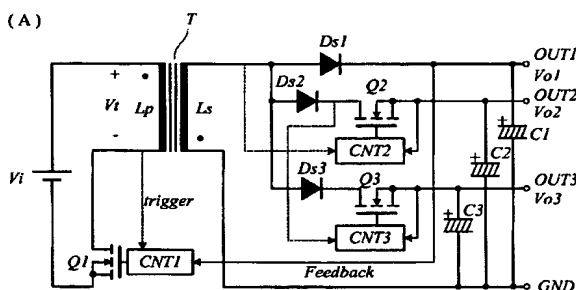 (A)
T
Ds1
OUT1
Vo1
Ds2
Q2
OUT2
Vo2
+
Vt
Lp
Ls
-
CNT2
+
C1
+
C2
Ds3
Q3
OUT3
Vo3
Vi
+
C3
trigger
CNT3
Q1
CNT1
Feedback
GND